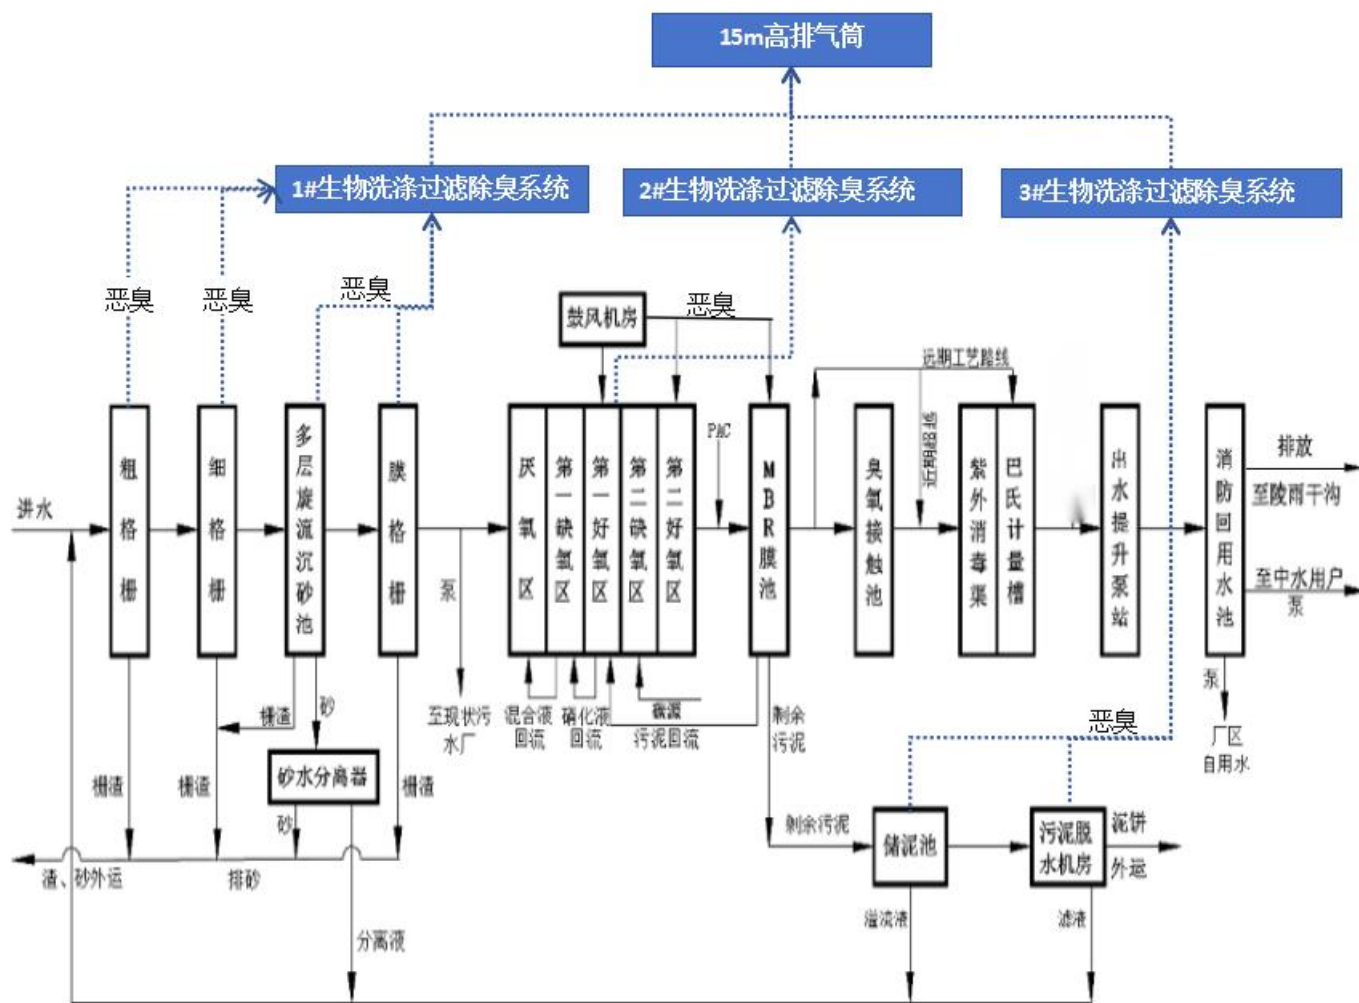 15m高排气筒
1#生物洗涤过滤除臭系统
2#生物洗涤过滤除臭系统
3#生物洗涤过滤除臭系统
恶臭
恶臭
恶臭
恶臭
鼓风机房
远期工艺路线
进水
粗格栅
细格栅
多层旋流沉砂池
膜格栅
泵
至现状污
水厂
厌氧区
第一缺氧区
第一好氧区
第二缺氧区
第二好氧区
PAC
MBR膜池
臭氧接触池
近期超越
紫外消毒渠
巴氏计量槽
出水提升泵站
消防回用水池
排放
至陵雨干沟
至中水用户
泵
泵
厂区
自用水
栅渣
砂
混合液
回流
硝化液
回流
碳源
污泥回流
剩余
污泥
恶臭
栅渣
栅渣
砂水分离器
栅渣
砂
剩余污泥
储泥池
污泥脱
水机房
泥饼
外运
渣、砂外运
排砂
分离液
溢流液
滤液